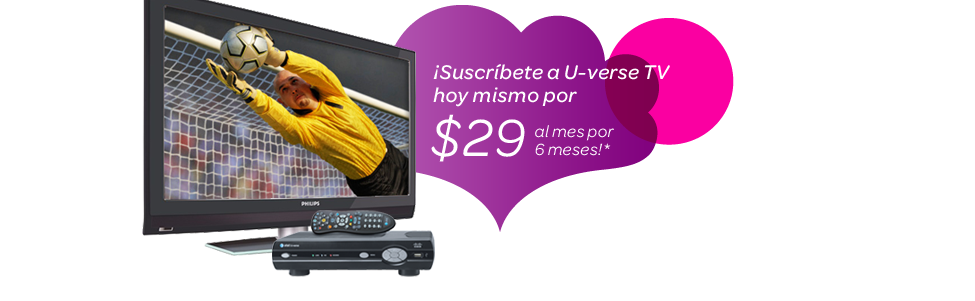 ¡Suscríbete a U-verse TV
hoy mismo por
$29 al mes por
6 meses!*
PHILIPS